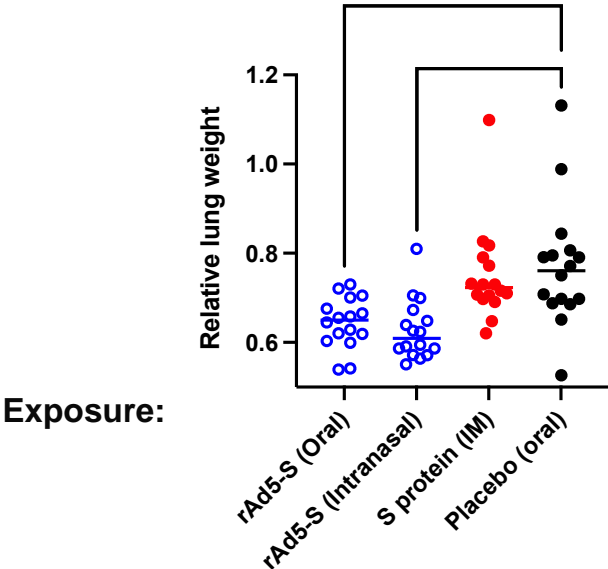 1.2
1.0
0.8
0.6
Relative lung weight
Exposure:
rAd5-S (Oral)
rAd5-S (Intranasal)
S protein (IM)
Placebo (oral)